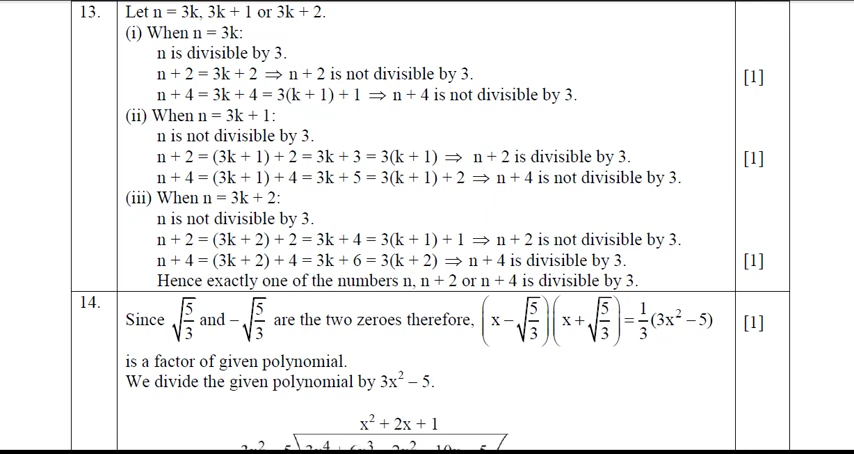 13. Let n = 3k, 3k + 1 or 3k + 2.
(i) When n = 3k:
n is divisible by 3.
n + 2 = 3k + 2 ⇒ n + 2 is not divisible by 3. [1]
n + 4 = 3k + 4 = 3(k + 1) + 1 ⇒ n + 4 is not divisible by 3.
(ii) When n = 3k + 1:
n is not divisible by 3.
n + 2 = (3k + 1) + 2 = 3k + 3 = 3(k + 1) ⇒ n + 2 is divisible by 3. [1]
n + 4 = (3k + 1) + 4 = 3k + 5 = 3(k + 1) + 2 ⇒ n + 4 is not divisible by 3.
(iii) When n = 3k + 2:
n is not divisible by 3.
n + 2 = (3k + 2) + 2 = 3k + 4 = 3(k + 1) + 1 ⇒ n + 2 is not divisible by 3.
n + 4 = (3k + 2) + 4 = 3k + 6 = 3(k + 2) ⇒ n + 4 is divisible by 3. [1]
Hence exactly one of the numbers n, n + 2 or n + 4 is divisible by 3.
14. Since √(5/3) and −√(5/3) are the two zeroes therefore, (x − √(5/3))(x + √(5/3)) = 1/3(3x² − 5) [1]
is a factor of given polynomial.
We divide the given polynomial by 3x² − 5.
x² + 2x + 1